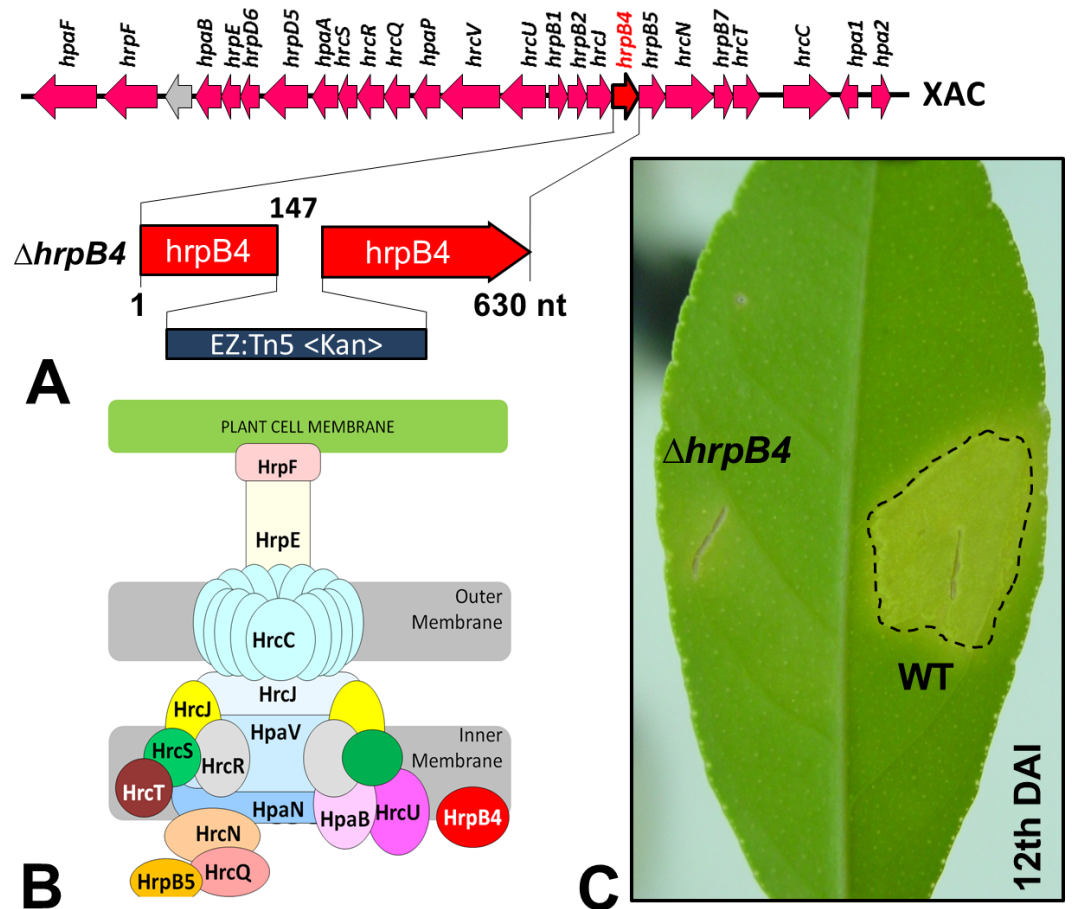 hpaF hrpF hpaB hrpE hrpD6 hrpD5 hpaA hrcS hrcR hrcQ hpaP hrcV hrcU hrpB1 hrpB2 hrcJ hrpB4 hrpB5 hrcN hrpB7 hrcT hrcC hpa1 hpa2
XAC
147
ΔhrpB4
hrpB4
hrpB4
1
630 nt
EZ:Tn5 <Kan>
A
PLANT CELL MEMBRANE
HrpF
HrpE
Outer
Membrane
HrcC
HrcJ
HrcJ
HpaV
Inner
Membrane
HrcS
HrcR
HrcT
HpaN
HpaB
HrcU
HrpB4
HrcN
HrcQ
HrpB5
B
ΔhrpB4
WT
12th DAI
C